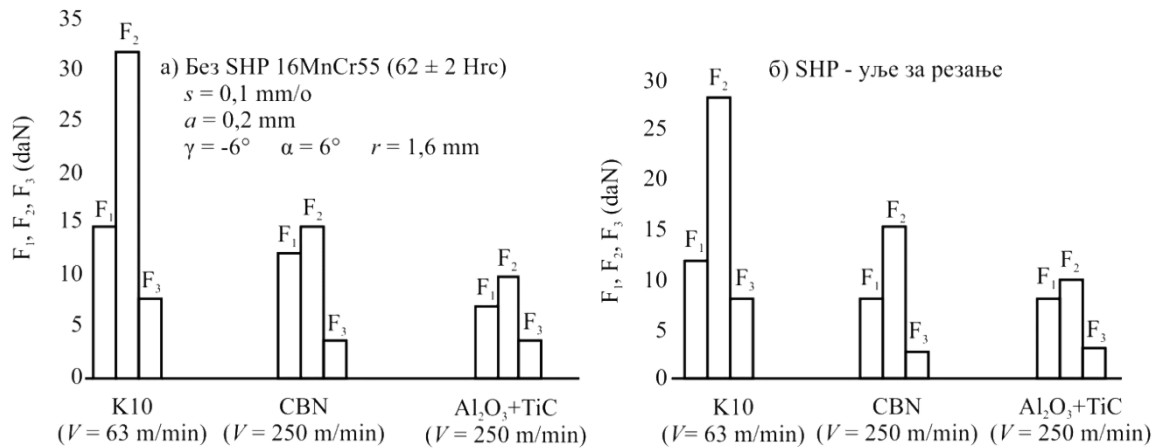 F₁, F₂, F₃ (daN)
35
30
25
20
15
10
5
0
а) Без SHP 16MnCr55 (62 ± 2 Hrc)
s = 0,1 mm/o
a = 0,2 mm
γ = -6° α = 6° r = 1,6 mm
F₁
F₂
F₃
F₁
F₂
F₃
F₁
F₂
F₃
K10
(V = 63 m/min)
CBN
(V = 250 m/min)
Al₂O₃+TiC
(V = 250 m/min)
F₁, F₂, F₃ (daN)
30
25
20
15
10
5
0
б) SHP - уље за резање
F₁
F₂
F₃
F₁
F₂
F₃
F₁
F₂
F₃
K10
(V= 63 m/min)
CBN
(V= 250 m/min)
Al₂O₃+TiC
(V = 250 m/min)